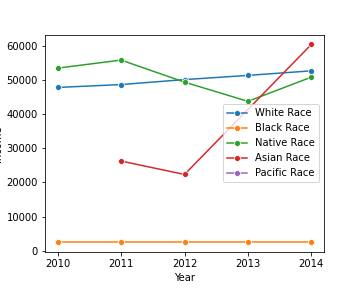 60000
50000
40000
30000
20000
10000
0
White Race
Black Race
Native Race
Asian Race
Pacific Race
2010 2011 2012 2013 2014
Year